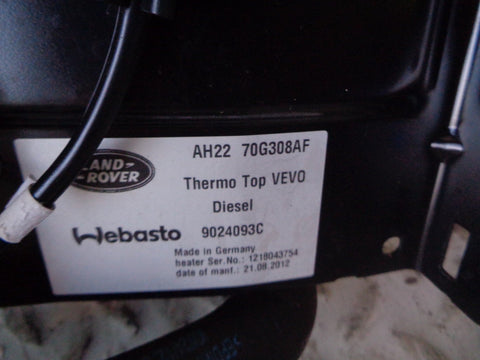 AH22 70G308AF
LAND-
ROVER
Thermo Top VEVO
Diesel
Webasto 9024093C
Made in Germany
heater Ser.No.: 1218043754
date of manf.: 21.08.2012